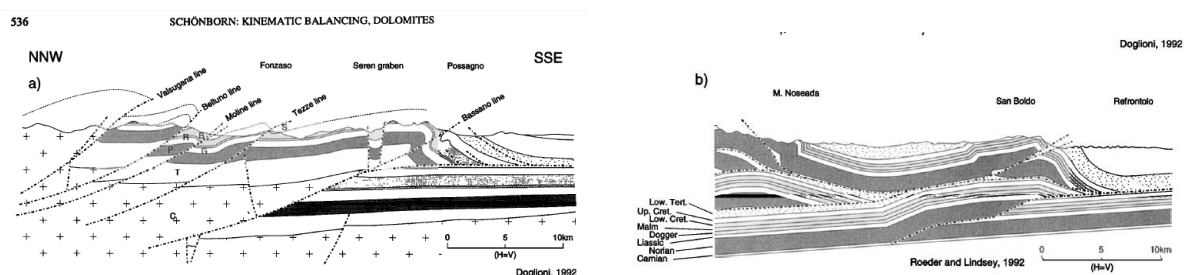 536
SCHÖNBORN: KINEMATIC BALANCING, DOLOMITES
NNW
SSE
a)
Valsugana line
Belluno line
Moline line
Fonzaso
Tezze line
Seren graben
Possagno
Bassano line
S
R
B
P
G
T
C
0 5 10km
(H=V)
Doglioni, 1992
Doglioni, 1992
b)
M. Noseada
San Boldo
Refrontolo
Low. Tert.
Up. Cret.
Low. Cret.
Malm
Dogger
Liassic
Norian
Carnian
Roeder and Lindsey, 1992
0 5 10km
(H=V)